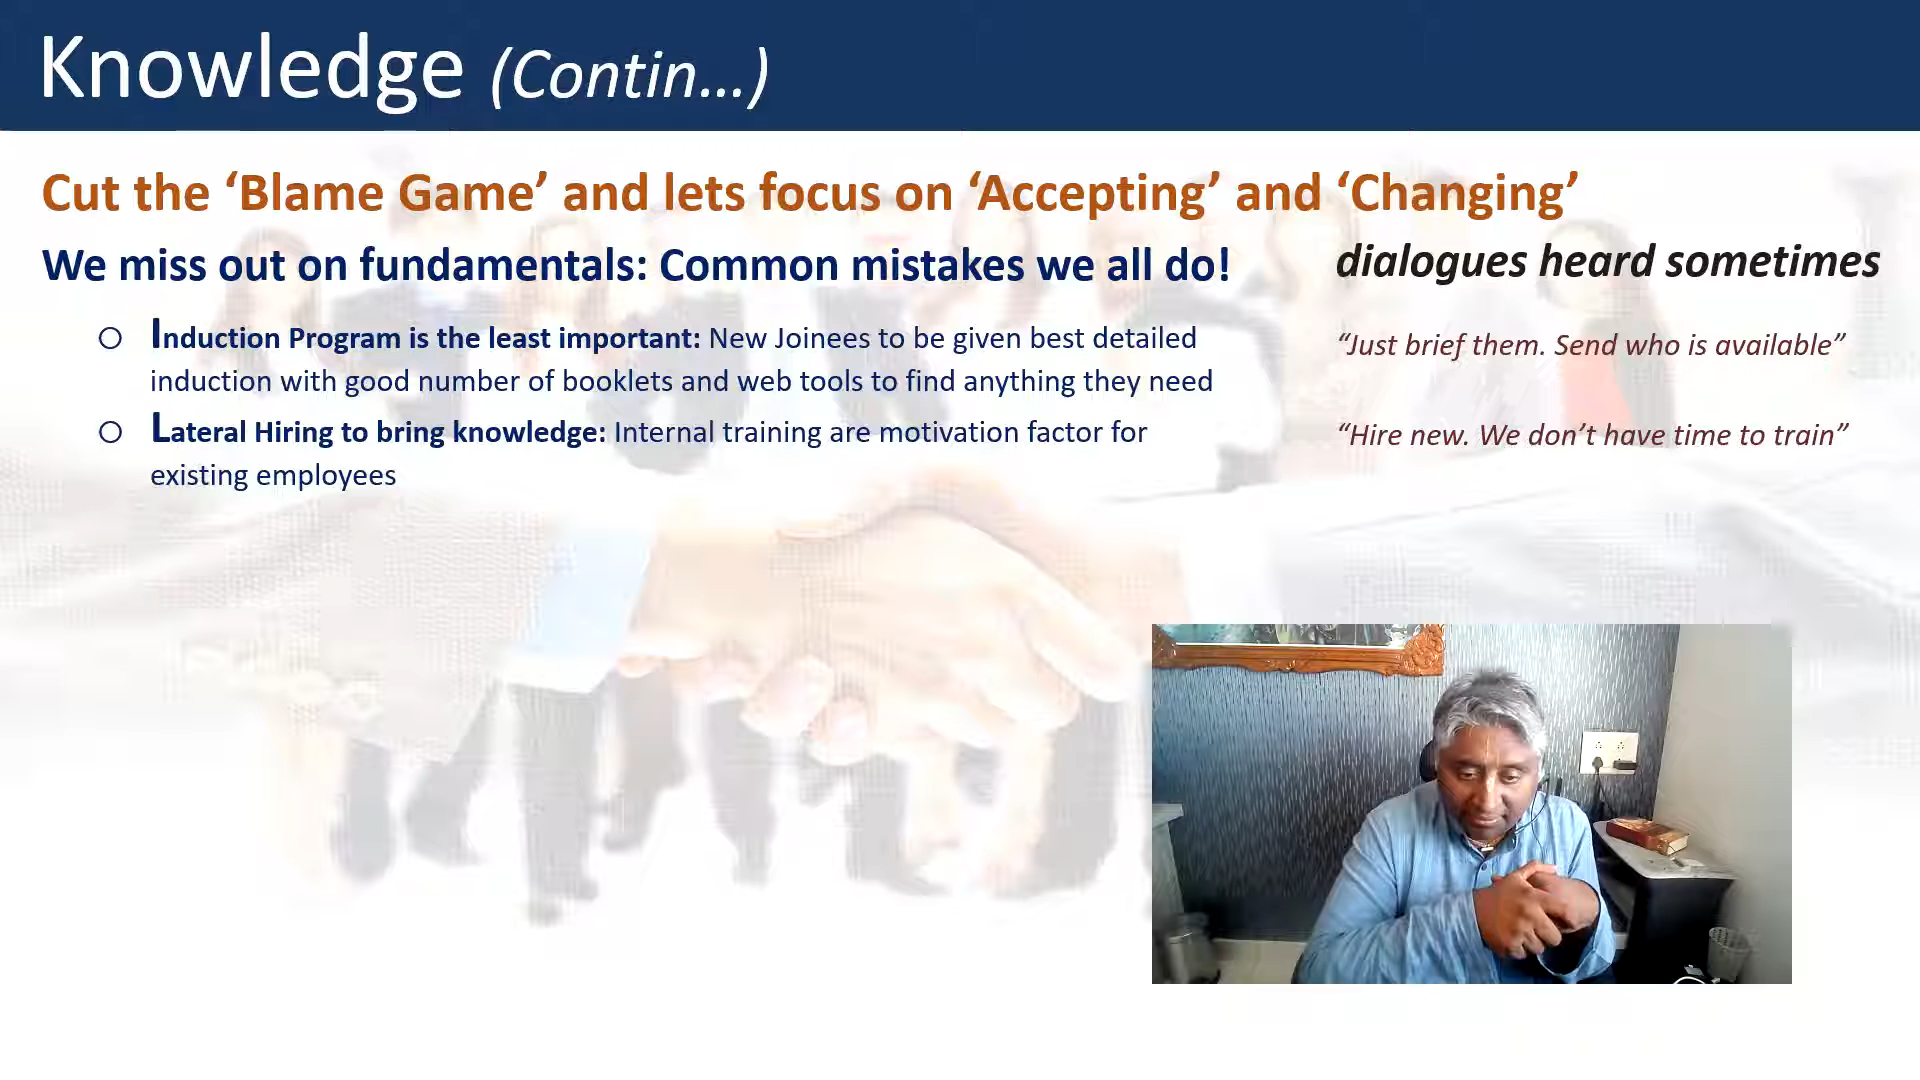 Knowledge (Contin...)
Cut the ‘Blame Game’ and lets focus on ‘Accepting’ and ‘Changing’
We miss out on fundamentals: Common mistakes we all do!
dialogues heard sometimes
Induction Program is the least important: New Joinees to be given best detailed
induction with good number of booklets and web tools to find anything they need
“Just brief them. Send who is available”
Lateral Hiring to bring knowledge: Internal training are motivation factor for
existing employees
“Hire new. We don’t have time to train”